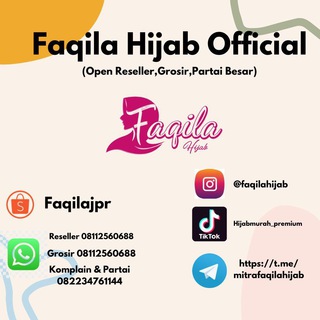 Faqila Hijab Official
(Open Reseller,Grosir,Partai Besar)
Faqila
Hijab
Faqilajpr
Reseller 08112560688
Grosir 08112560688
Komplain & Partai
082234761144
@faqilahijab
TikTok
Hijabmurah_premium
https://t.me/
mitrafaqilahijab